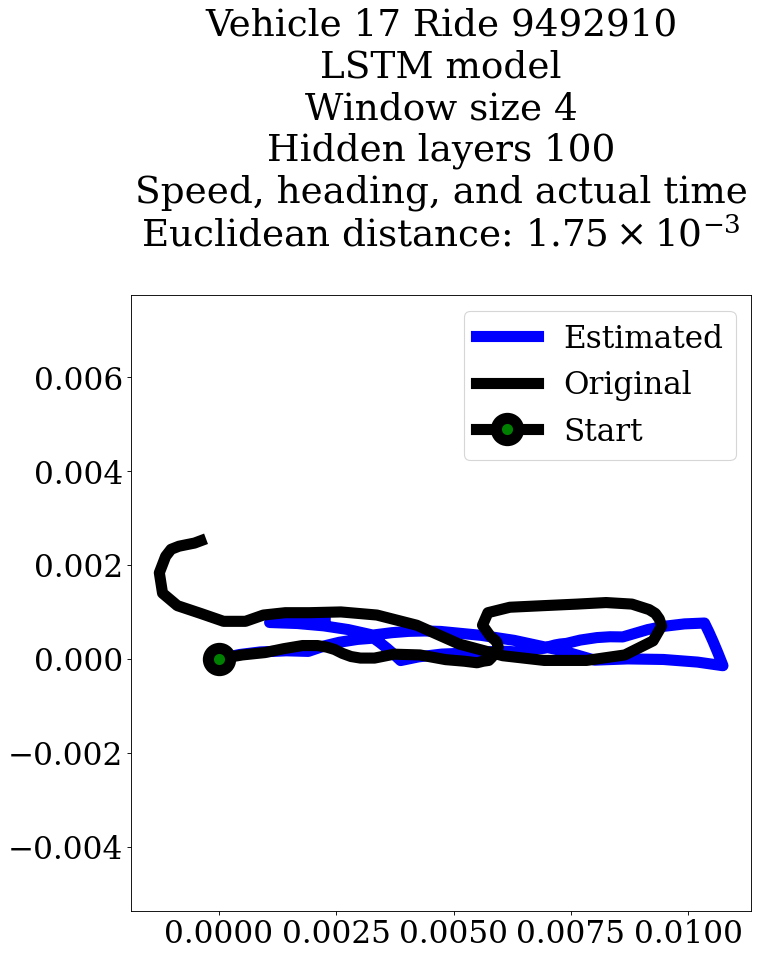 Vehicle 17 Ride 9492910
LSTM model
Window size 4
Hidden layers 100
Speed, heading, and actual time
Euclidean distance: 1.75 × 10⁻³
Estimated
Original
Start
0.006
0.004
0.002
0.000
−0.002
−0.004
0.0000 0.0025 0.0050 0.0075 0.0100